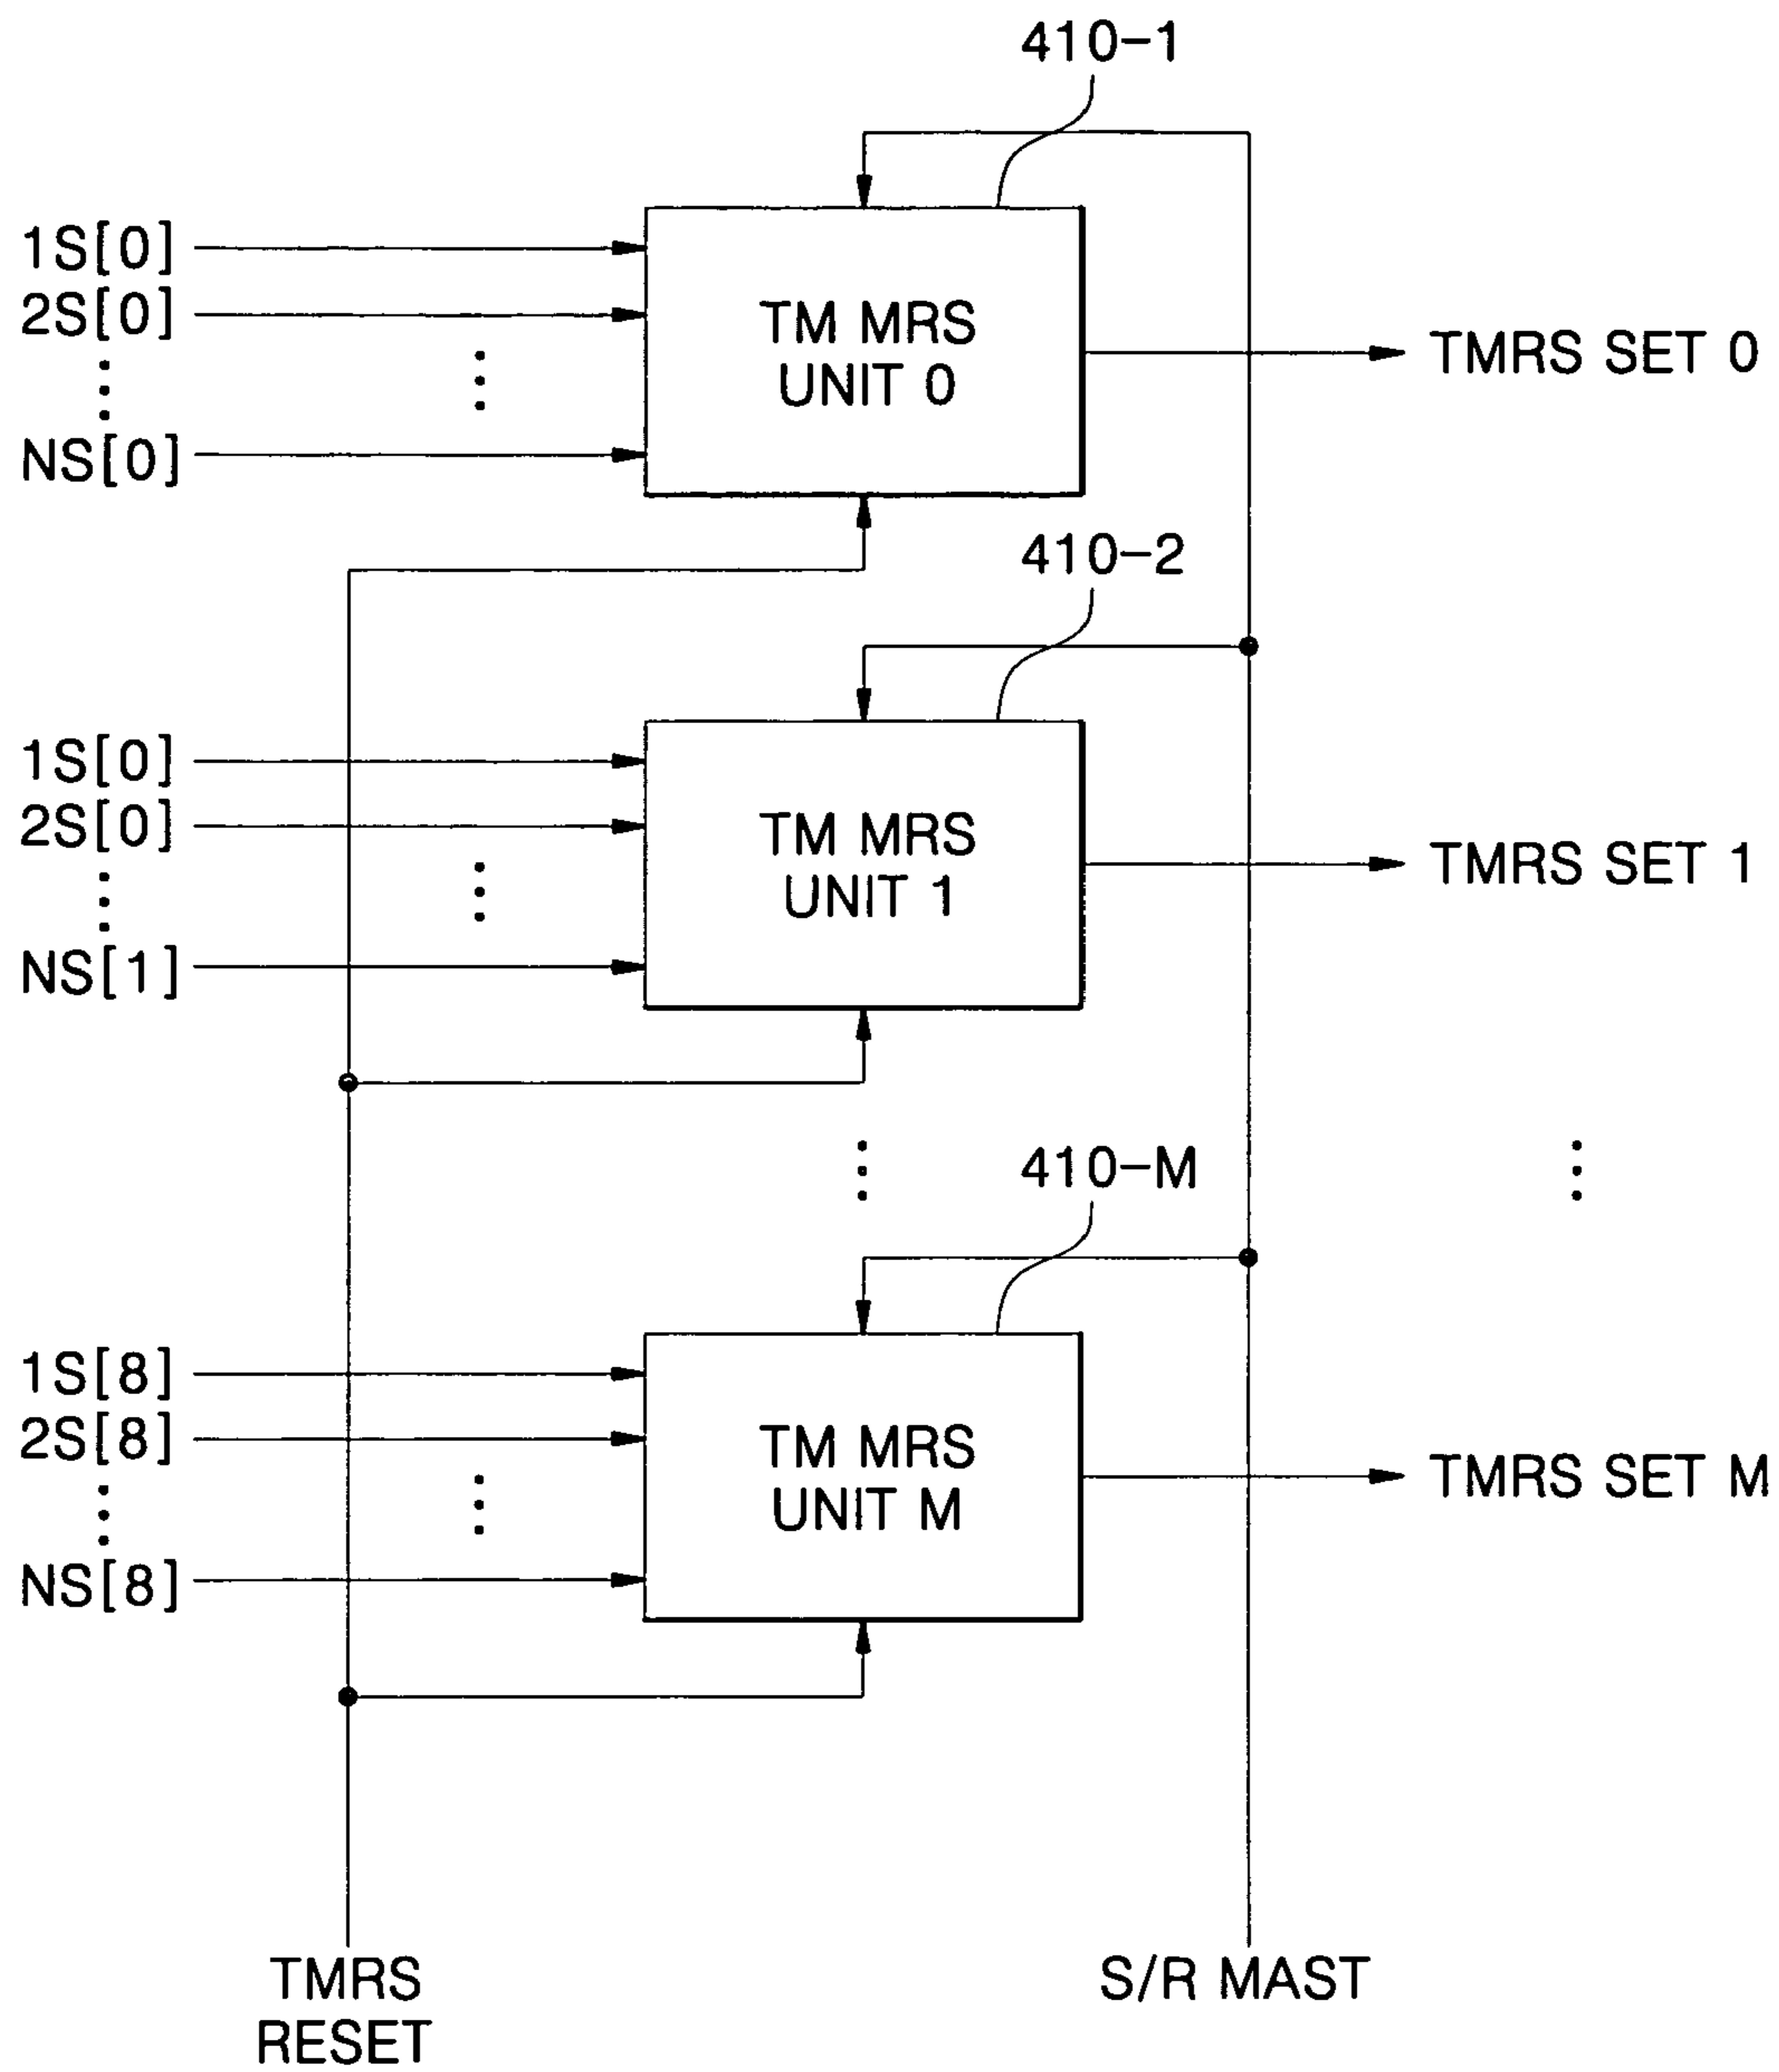 410-1
1S[0]
2S[0]
NS[0]
TM MRS
UNIT 0
TMRS SET 0
410-2
1S[0]
2S[0]
NS[1]
TM MRS
UNIT 1
TMRS SET 1
410-M
1S[8]
2S[8]
NS[8]
TM MRS
UNIT M
TMRS SET M
TMRS
RESET
S/R MAST